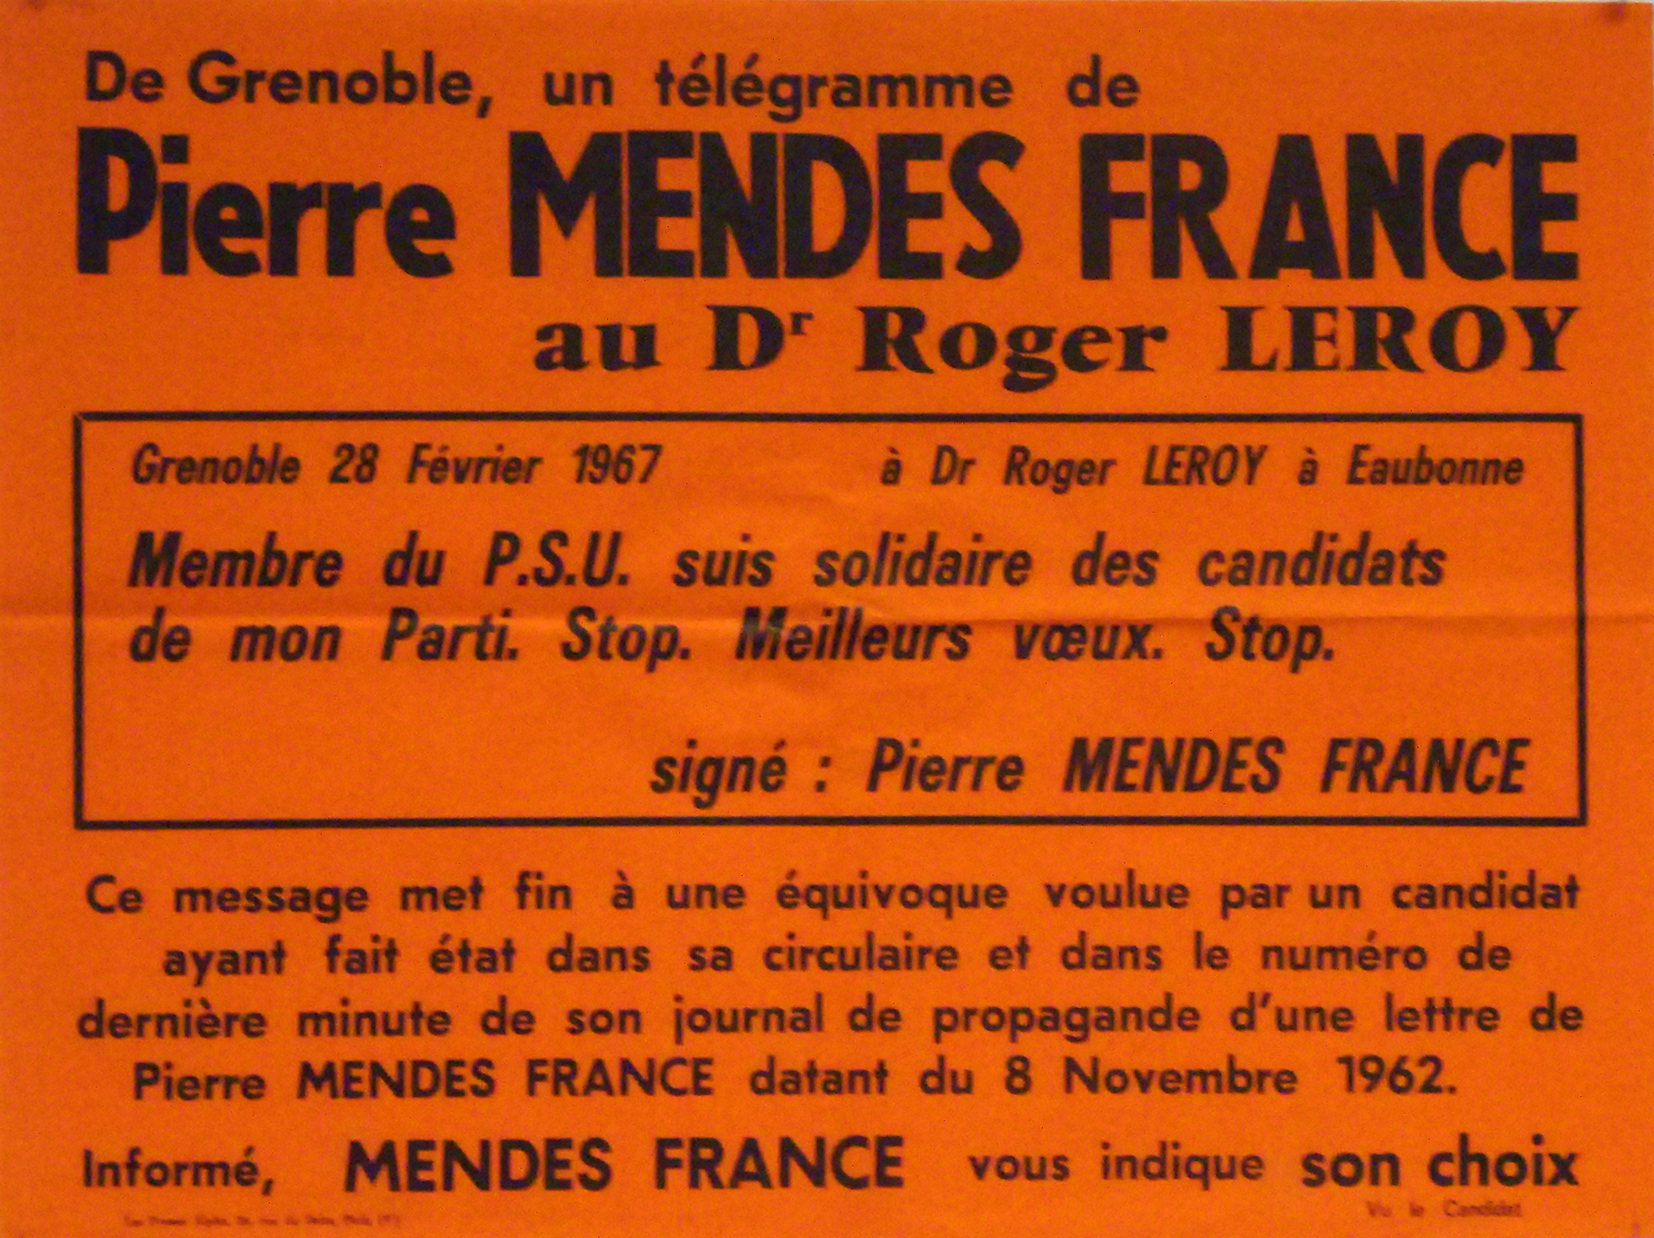 De Grenoble, un télégramme de
Pierre MENDES FRANCE
au Dr Roger LEROY
Grenoble 28 Février 1967 à Dr Roger LEROY à Eaubonne
Membre du P.S.U. suis solidaire des candidats
de mon Parti. Stop. Meilleurs vœux. Stop.
signé : Pierre MENDES FRANCE
Ce message met fin à une équivoque voulue par un candidat
ayant fait état dans sa circulaire et dans le numéro de
dernière minute de son journal de propagande d'une lettre de
Pierre MENDES FRANCE datant du 8 Novembre 1962.
Informé, MENDES FRANCE vous indique son choix
Vu le Candidat